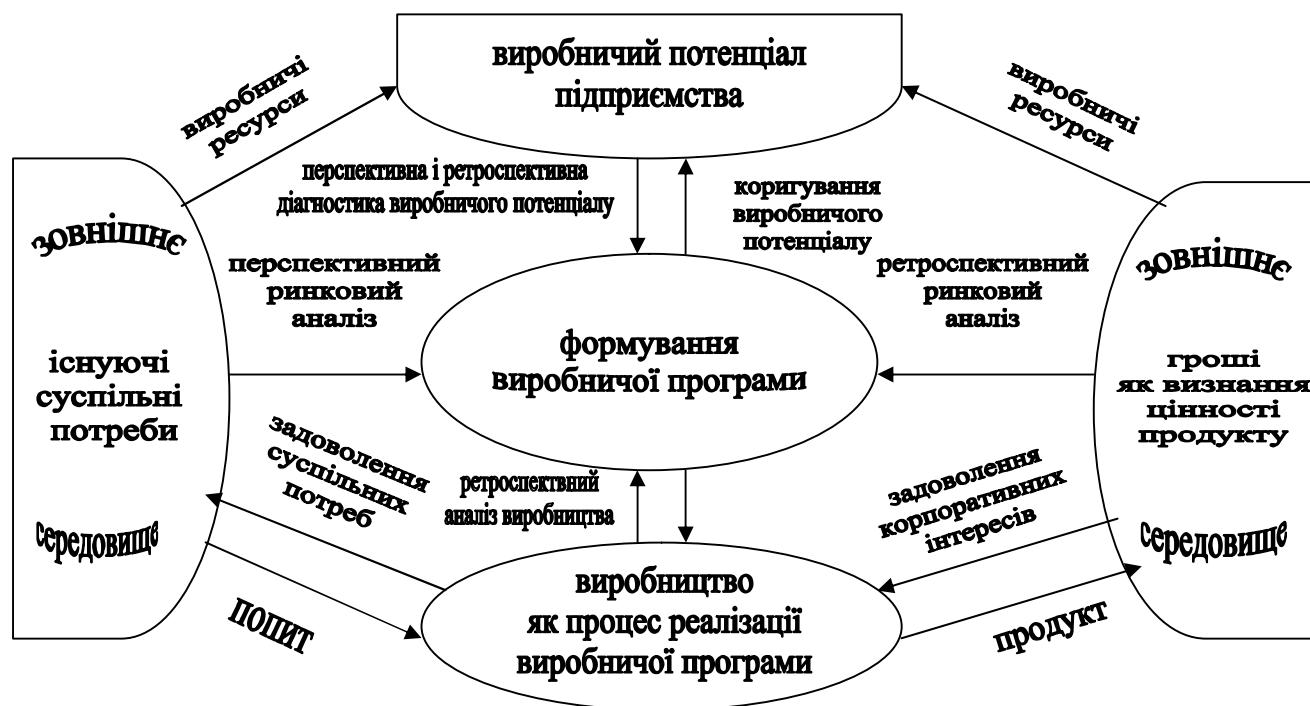 виробничий потенціал
підприємства
виробничі
ресурси
виробничі
ресурси
перспективна і ретроспективна
діагностика виробничого потенціалу
коригування
виробничого
потенціалу
зовнішнє
існуючі
суспільні
потреби
середовище
перспективний
ринковий
аналіз
ретроспективний
ринковий
аналіз
зовнішнє
гроші
як визнання
цінності
продукту
середовище
формування
виробничої програми
задоволення
суспільних
потреб
ретроспектвний
аналіз виробництва
задоволення
корпоративних
інтересів
попит
виробництво
як процес реалізації
виробничої програми
продукт